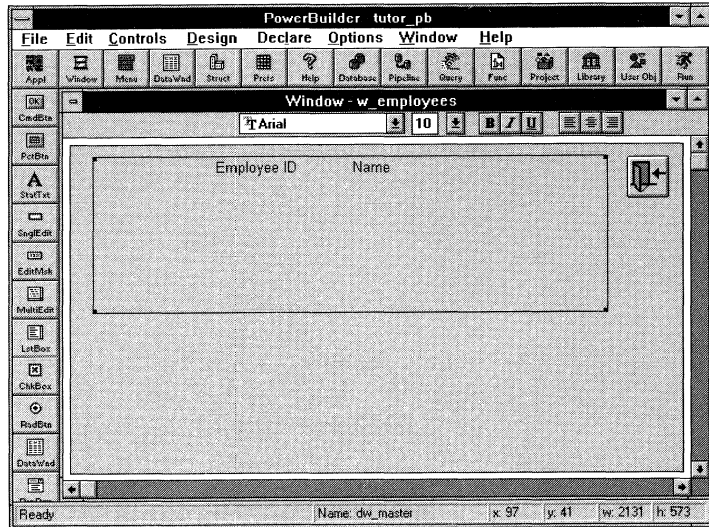 PowerBuilder tutor_pb
File Edit Controls Design Declare Options Window Help
Appl Window Menu DataWnd Struct Prefs Help Database Pipeline Query Func Project Library User Obj Run
OK
CmdBtn
Window - w_employees
Arial 10 B I U
PctBtn
A
StatTxt
Employee ID Name
SnglEdit
EditMsk
MultiEdit
LstBox
ChkBox
RadBtn
DataWnd
Ready Name: dw_master x: 97 y: 41 w: 2131 h: 573